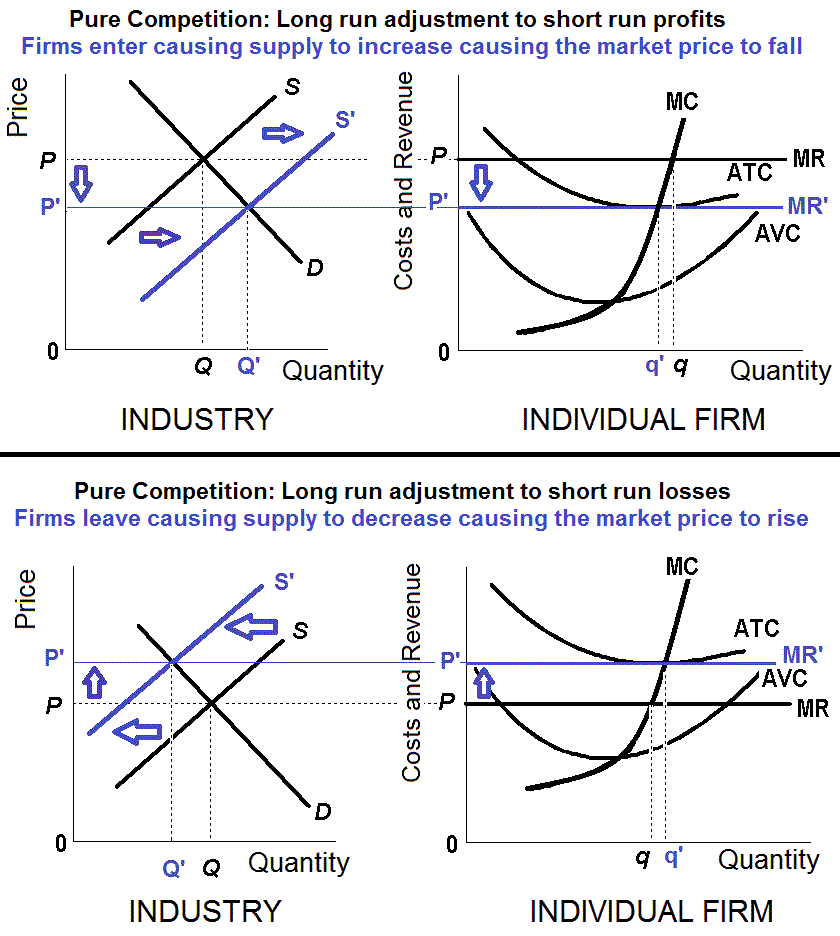 Pure Competition: Long run adjustment to short run profits
Firms enter causing supply to increase causing the market price to fall
Price
S
S'
P
P'
D
0
Q
Q'
Quantity
INDUSTRY
Costs and Revenue
MC
P
MR
ATC
P'
MR'
AVC
0
q'
q
Quantity
INDIVIDUAL FIRM
Pure Competition: Long run adjustment to short run losses
Firms leave causing supply to decrease causing the market price to rise
Price
S'
S
P'
P
D
0
Q'
Q
Quantity
INDUSTRY
Costs and Revenue
MC
ATC
P'
MR'
AVC
P
MR
0
q
q'
Quantity
INDIVIDUAL FIRM